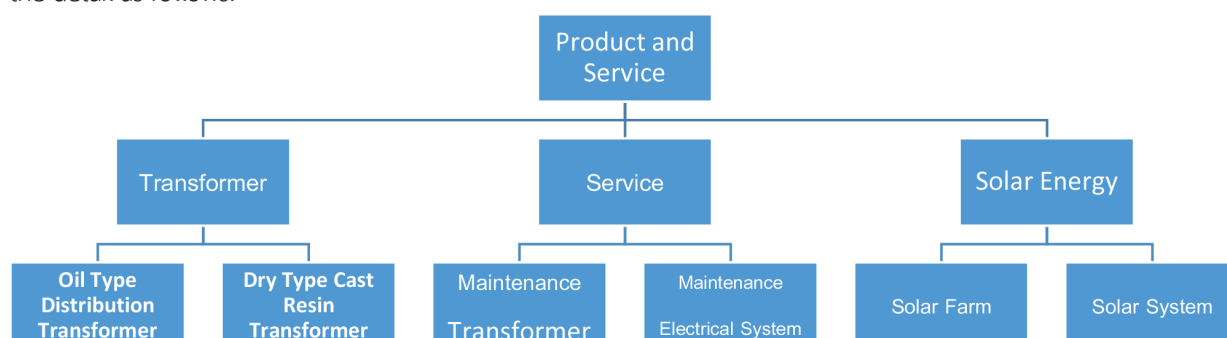 Product and
Service
Transformer
Service
Solar Energy
Oil Type
Distribution
Transformer
Dry Type Cast
Resin
Transformer
Maintenance
Transformer
Maintenance
Electrical System
Solar Farm
Solar System